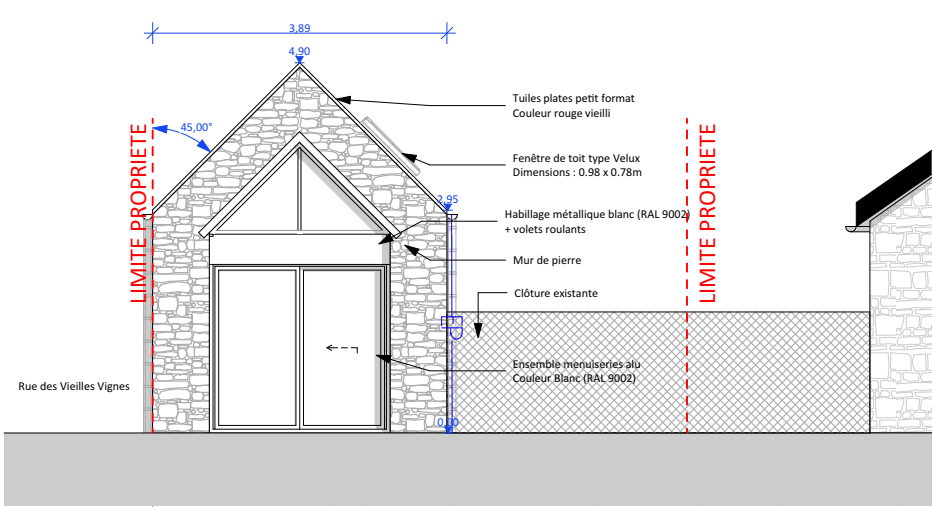 3,89
4,90
Tuiles plates petit format
Couleur rouge vieilli
45,00°
LIMITE PROPRIETE
LIMITE PROPRIETE
Fenêtre de toit type Velux
Dimensions : 0.98 x 0.78m
2,95
Habillage métallique blanc (RAL 9002)
+ volets roulants
Mur de pierre
Clôture existante
Ensemble menuiseries alu
Couleur Blanc (RAL 9002)
Rue des Vieilles Vignes
0,00